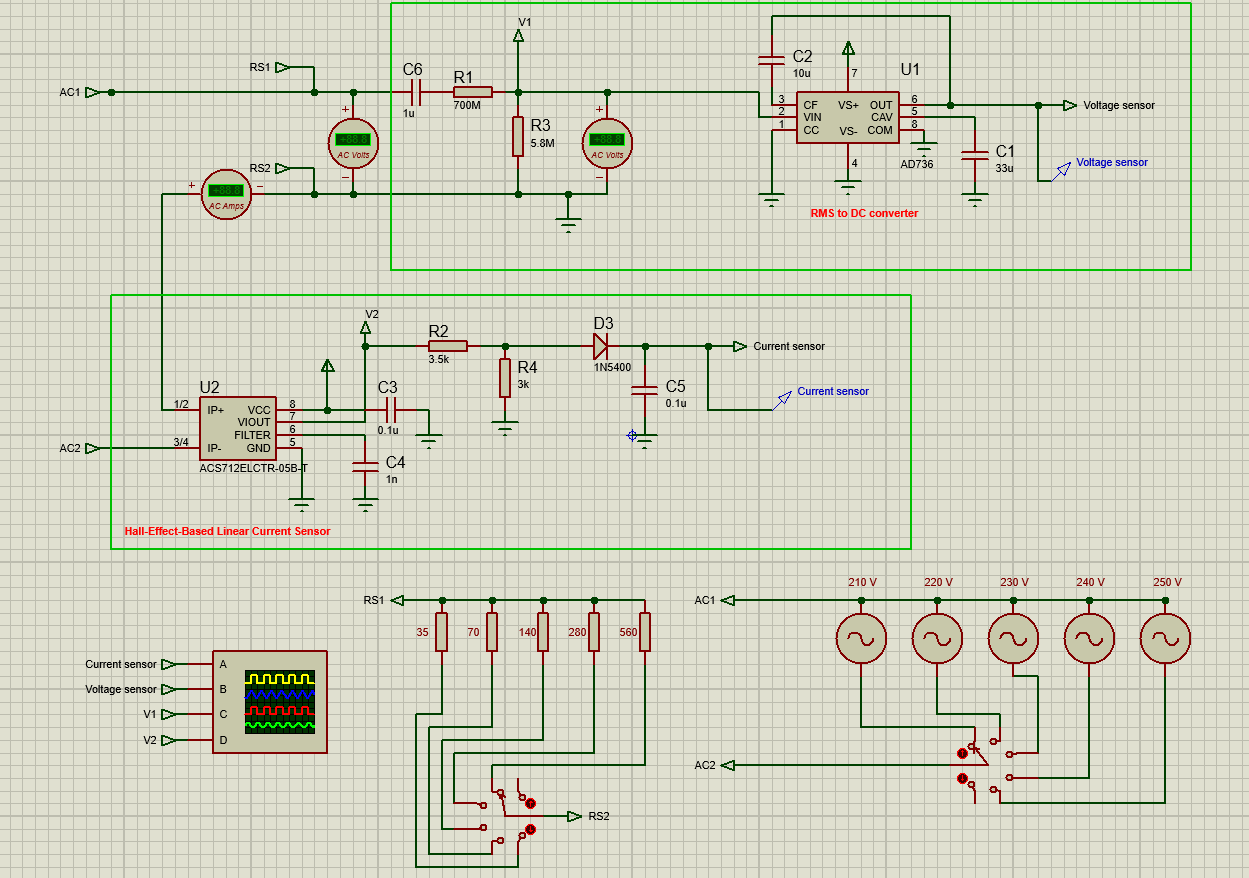 V1
RS1
AC1
C6
1u
R1
700M
R3
5.8M
+
AC Volts
−
+
AC Volts
−
RS2
+
−
AC Amps
C2
10u
U1
7
3 CF VS+ OUT 6
2 VIN CAV 5
1 CC VS- COM 8
4
AD736
C1
33u
Voltage sensor
Voltage sensor
RMS to DC converter
V2
R2
3.5k
R4
3k
D3
1N5400
Current sensor
C5
0.1u
Current sensor
U2
C3
0.1u
1/2 IP+ VCC 8
VIOUT 7
FILTER 6
3/4 IP- GND 5
AC2
ACS712ELCTR-05B-T
C4
1n
Hall-Effect-Based Linear Current Sensor
RS1
35
70
140
280
560
RS2
Current sensor A
Voltage sensor B
V1 C
V2 D
210 V
220 V
230 V
240 V
250 V
AC1
AC2